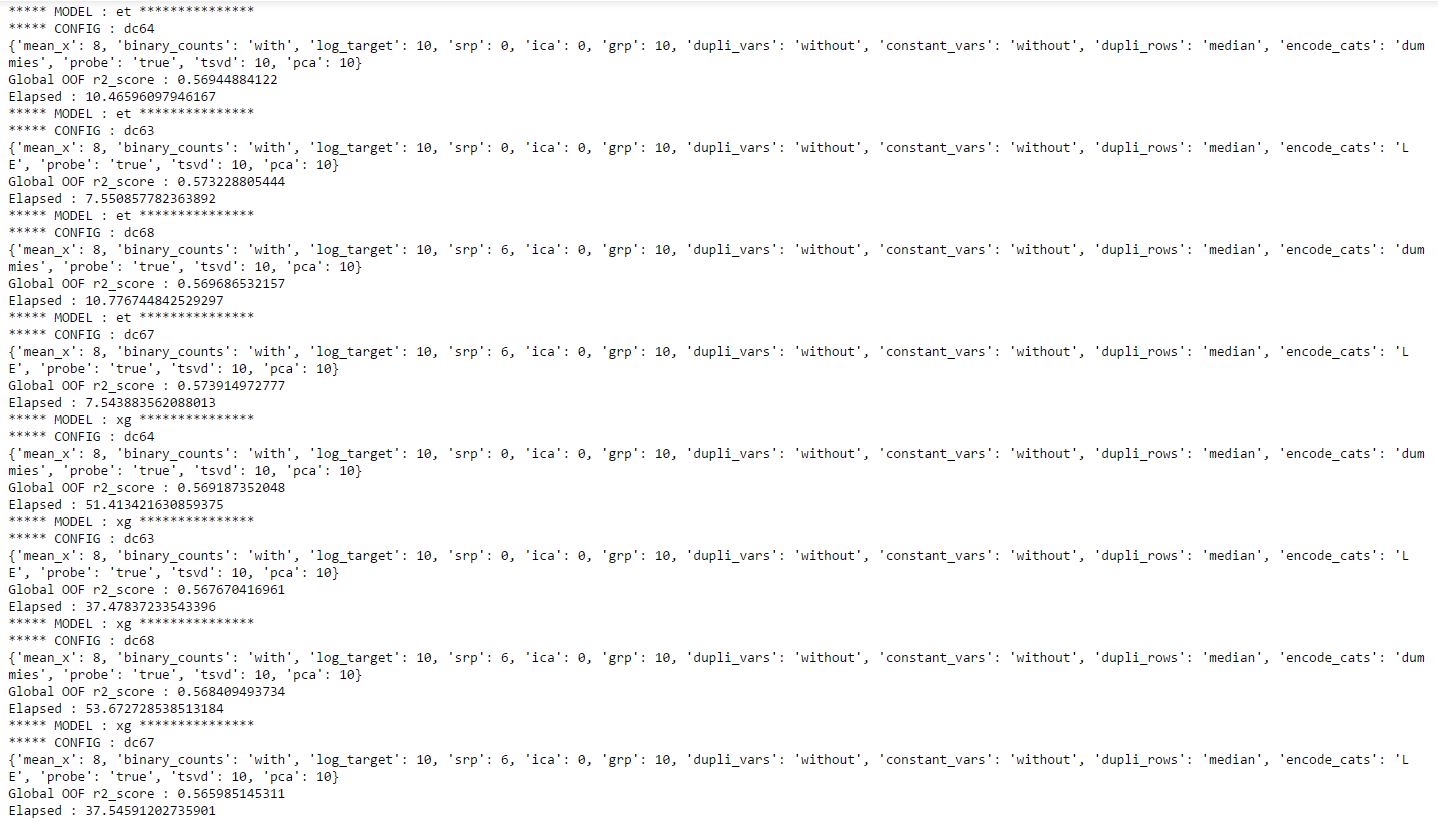 ***** MODEL : et ***************
***** CONFIG : dc64
{'mean_x': 8, 'binary_counts': 'with', 'log_target': 10, 'srp': 0, 'ica': 0, 'grp': 10, 'dupli_vars': 'without', 'constant_vars': 'without', 'dupli_rows': 'median', 'encode_cats': 'dum
mies', 'probe': 'true', 'tsvd': 10, 'pca': 10}
Global OOF r2_score : 0.56944884122
Elapsed : 10.46596097946167
***** MODEL : et ***************
***** CONFIG : dc63
{'mean_x': 8, 'binary_counts': 'with', 'log_target': 10, 'srp': 0, 'ica': 0, 'grp': 10, 'dupli_vars': 'without', 'constant_vars': 'without', 'dupli_rows': 'median', 'encode_cats': 'L
E', 'probe': 'true', 'tsvd': 10, 'pca': 10}
Global OOF r2_score : 0.573228805444
Elapsed : 7.550857782363892
***** MODEL : et ***************
***** CONFIG : dc68
{'mean_x': 8, 'binary_counts': 'with', 'log_target': 10, 'srp': 6, 'ica': 0, 'grp': 10, 'dupli_vars': 'without', 'constant_vars': 'without', 'dupli_rows': 'median', 'encode_cats': 'dum
mies', 'probe': 'true', 'tsvd': 10, 'pca': 10}
Global OOF r2_score : 0.569686532157
Elapsed : 10.776744842529297
***** MODEL : et ***************
***** CONFIG : dc67
{'mean_x': 8, 'binary_counts': 'with', 'log_target': 10, 'srp': 6, 'ica': 0, 'grp': 10, 'dupli_vars': 'without', 'constant_vars': 'without', 'dupli_rows': 'median', 'encode_cats': 'L
E', 'probe': 'true', 'tsvd': 10, 'pca': 10}
Global OOF r2_score : 0.573914972777
Elapsed : 7.543883562088013
***** MODEL : xg ***************
***** CONFIG : dc64
{'mean_x': 8, 'binary_counts': 'with', 'log_target': 10, 'srp': 0, 'ica': 0, 'grp': 10, 'dupli_vars': 'without', 'constant_vars': 'without', 'dupli_rows': 'median', 'encode_cats': 'dum
mies', 'probe': 'true', 'tsvd': 10, 'pca': 10}
Global OOF r2_score : 0.569187352048
Elapsed : 51.413421630859375
***** MODEL : xg ***************
***** CONFIG : dc63
{'mean_x': 8, 'binary_counts': 'with', 'log_target': 10, 'srp': 0, 'ica': 0, 'grp': 10, 'dupli_vars': 'without', 'constant_vars': 'without', 'dupli_rows': 'median', 'encode_cats': 'L
E', 'probe': 'true', 'tsvd': 10, 'pca': 10}
Global OOF r2_score : 0.567670416961
Elapsed : 37.47837233543396
***** MODEL : xg ***************
***** CONFIG : dc68
{'mean_x': 8, 'binary_counts': 'with', 'log_target': 10, 'srp': 6, 'ica': 0, 'grp': 10, 'dupli_vars': 'without', 'constant_vars': 'without', 'dupli_rows': 'median', 'encode_cats': 'dum
mies', 'probe': 'true', 'tsvd': 10, 'pca': 10}
Global OOF r2_score : 0.568409493734
Elapsed : 53.672728538513184
***** MODEL : xg ***************
***** CONFIG : dc67
{'mean_x': 8, 'binary_counts': 'with', 'log_target': 10, 'srp': 6, 'ica': 0, 'grp': 10, 'dupli_vars': 'without', 'constant_vars': 'without', 'dupli_rows': 'median', 'encode_cats': 'L
E', 'probe': 'true', 'tsvd': 10, 'pca': 10}
Global OOF r2_score : 0.565985145311
Elapsed : 37.54591202735901